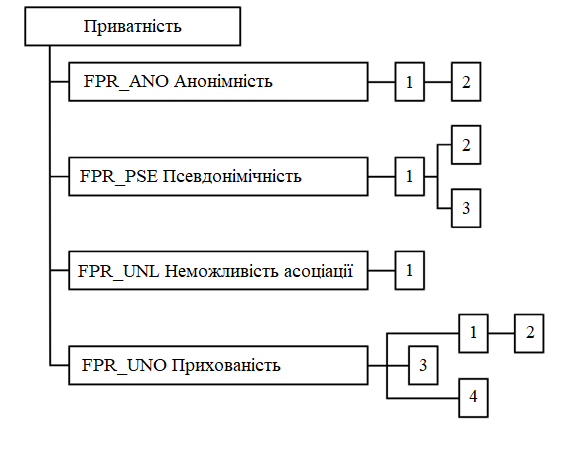 Приватність
FPR_ANO Анонімність 1 2
FPR_PSE Псевдонімічність 1 2 3
FPR_UNL Неможливість асоціації 1
FPR_UNO Прихованість 1 2 3 4